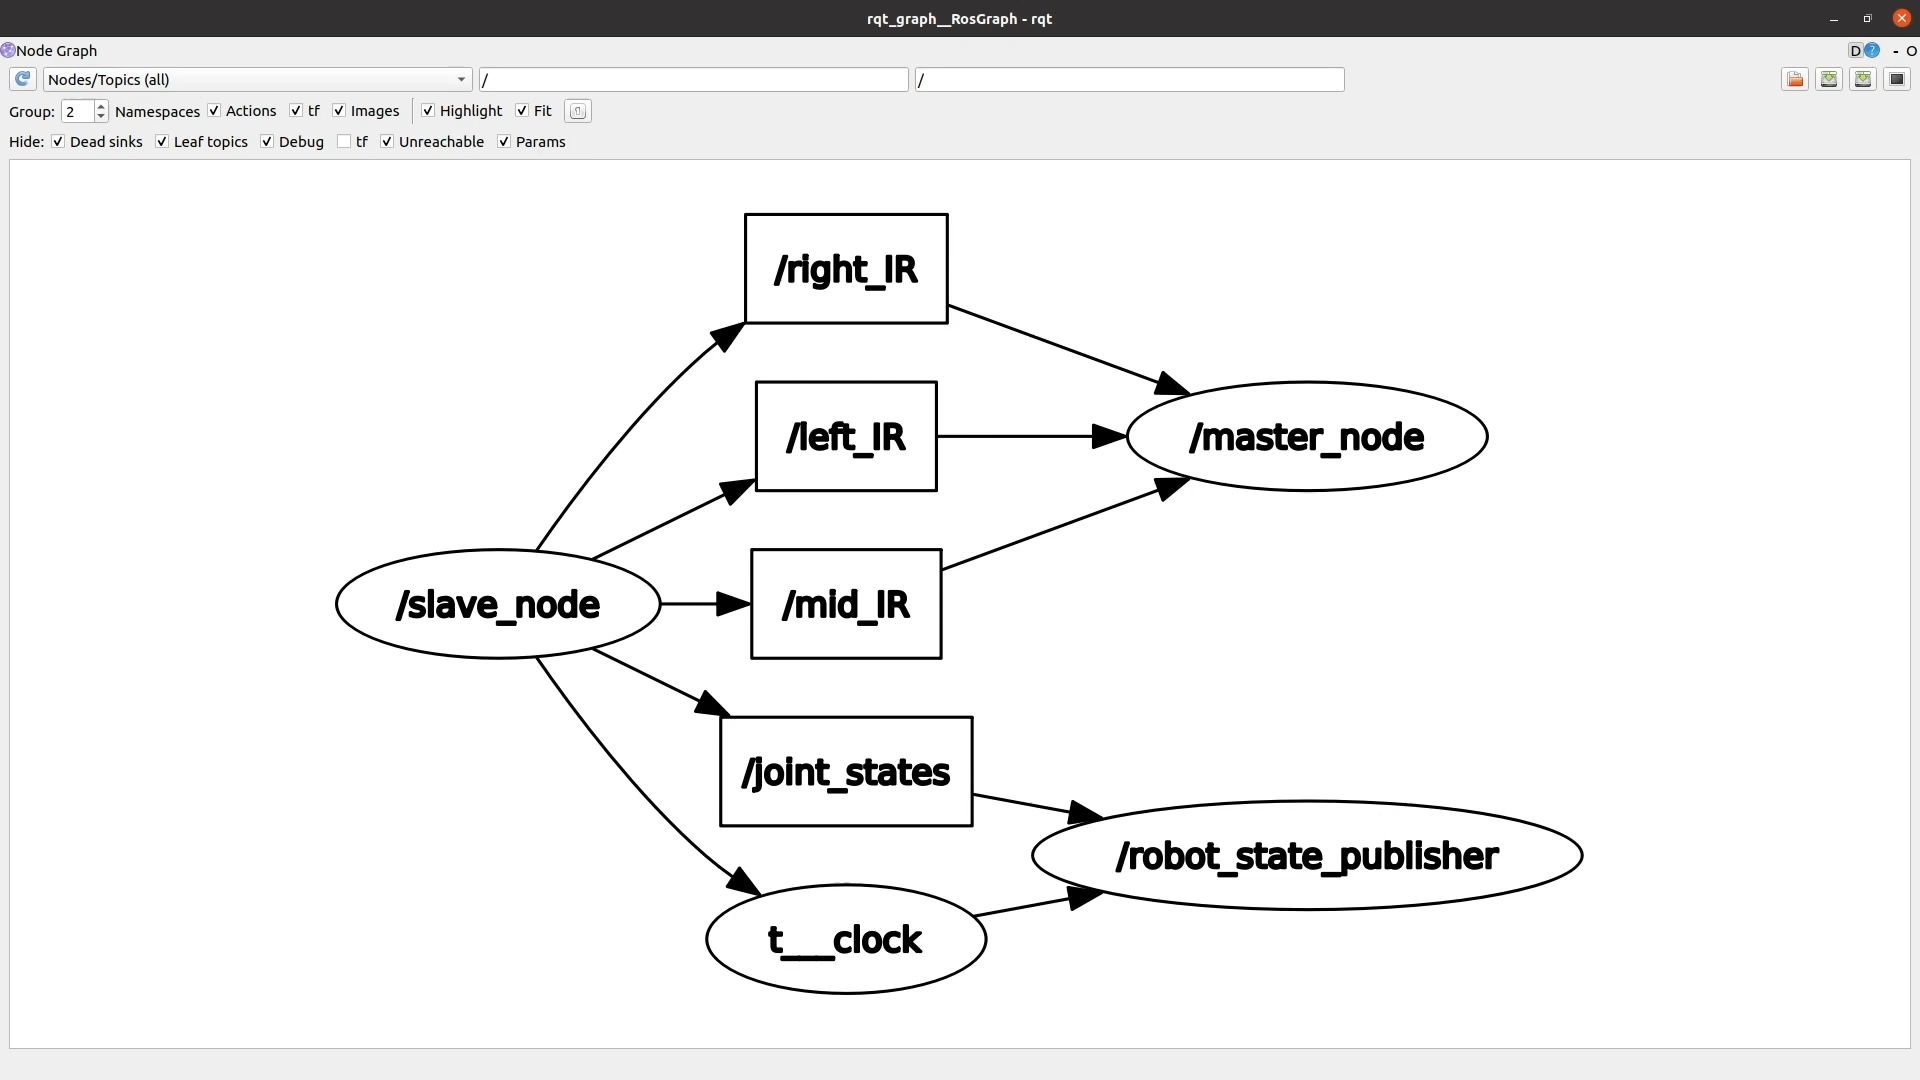 rqt_graph__RosGraph - rqt
Node Graph
D ? - O
Nodes/Topics (all) / /
Group: 2 Namespaces Actions tf Images Highlight Fit
Hide: Dead sinks Leaf topics Debug tf Unreachable Params
/right_IR
/left_IR
/master_node
/slave_node
/mid_IR
/joint_states
/robot_state_publisher
t___clock